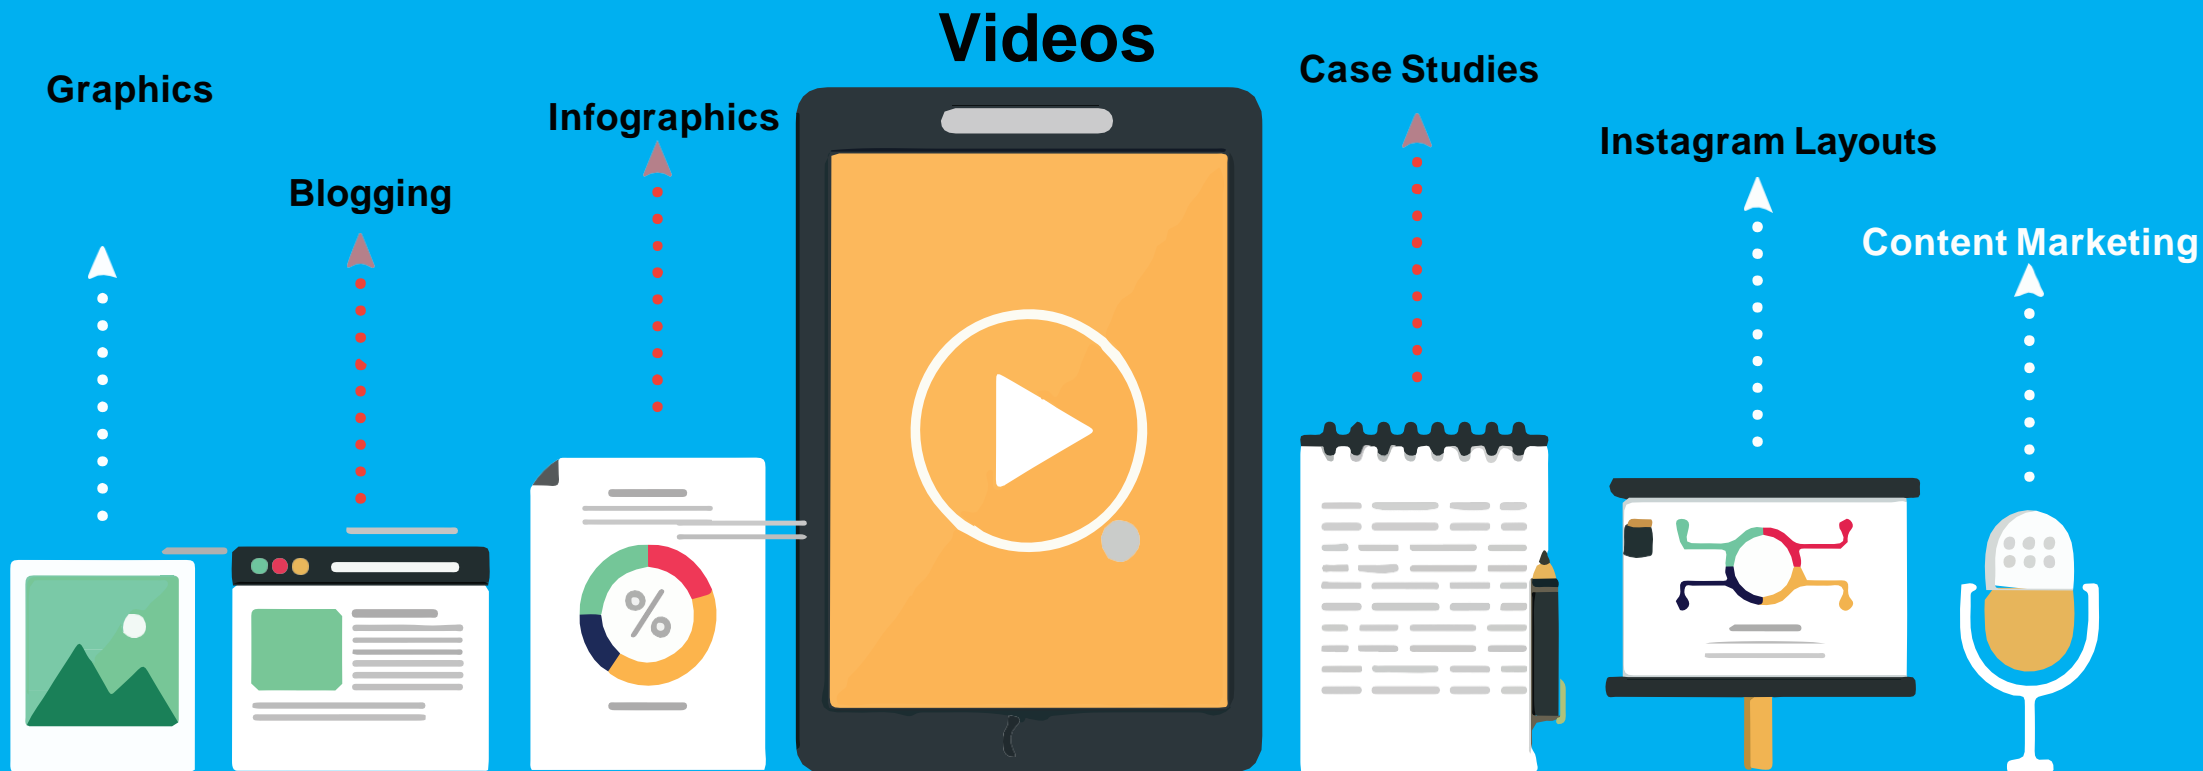 Videos
Graphics
Blogging
Infographics
Case Studies
Instagram Layouts
Content Marketing
%